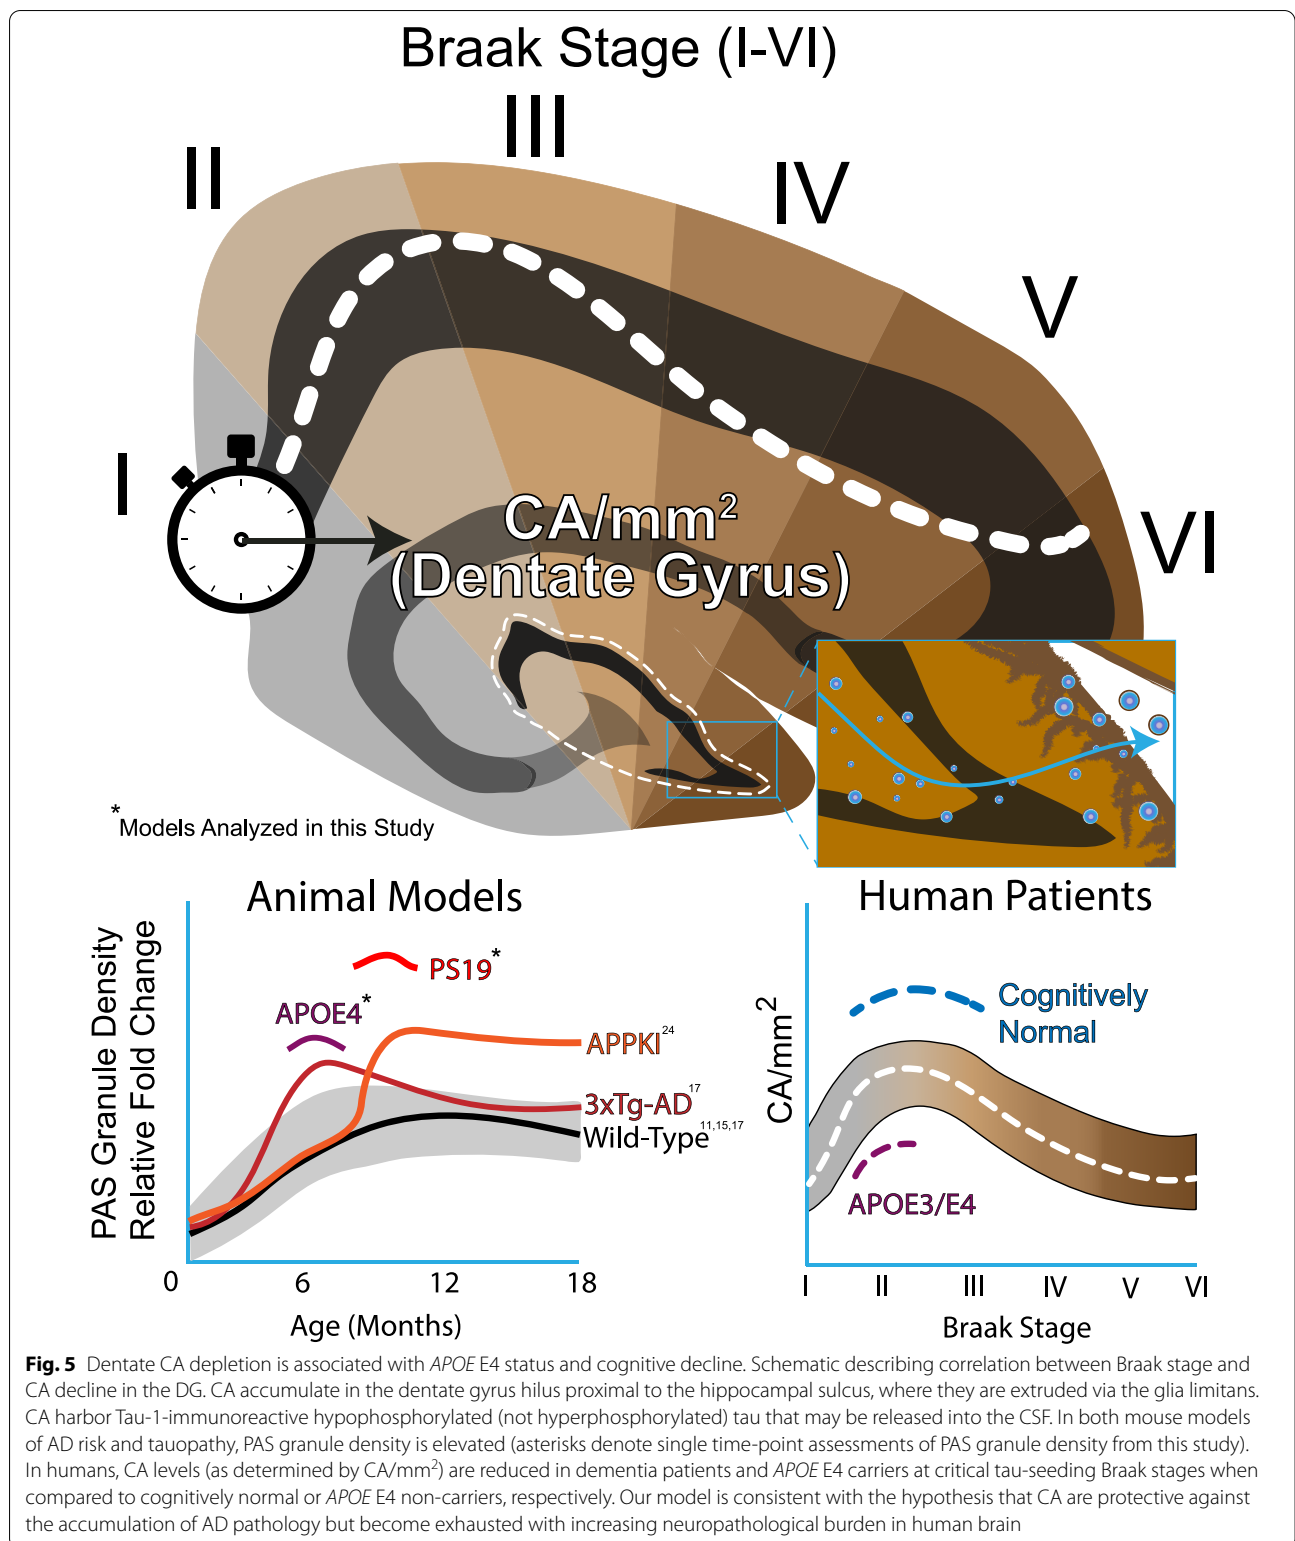 Braak Stage (I-VI)
III
II
IV
V
I
VI
CA/mm²
(Dentate Gyrus)
*Models Analyzed in this Study
Animal Models
PAS Granule Density
Relative Fold Change
PS19*
APOE4*
APPKI24
3xTg-AD17
Wild-Type11,15,17
0 6 12 18
Age (Months)
Human Patients
CA/mm²
Cognitively
Normal
APOE3/E4
I II III IV V VI
Braak Stage
Fig. 5 Dentate CA depletion is associated with APOE E4 status and cognitive decline. Schematic describing correlation between Braak stage and
CA decline in the DG. CA accumulate in the dentate gyrus hilus proximal to the hippocampal sulcus, where they are extruded via the glia limitans.
CA harbor Tau-1-immunoreactive hypophosphorylated (not hyperphosphorylated) tau that may be released into the CSF. In both mouse models
of AD risk and tauopathy, PAS granule density is elevated (asterisks denote single time-point assessments of PAS granule density from this study).
In humans, CA levels (as determined by CA/mm²) are reduced in dementia patients and APOE E4 carriers at critical tau-seeding Braak stages when
compared to cognitively normal or APOE E4 non-carriers, respectively. Our model is consistent with the hypothesis that CA are protective against
the accumulation of AD pathology but become exhausted with increasing neuropathological burden in human brain